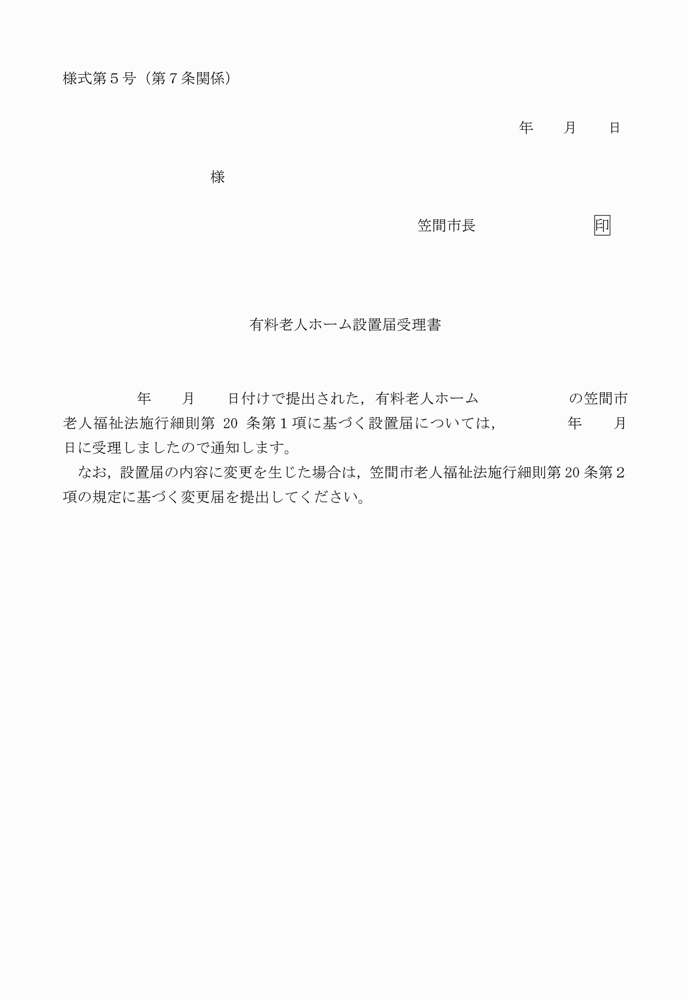 様式第５号（第７条関係）
年　　月　　日
様
笠間市長　　　　　　　　印
有料老人ホーム設置届受理書
年　　月　　日付けで提出された，有料老人ホーム　　　　　　の笠間市
老人福祉法施行細則第 20 条第１項に基づく設置届については，　　　　　年　　月
日に受理しましたので通知します。
　なお，設置届の内容に変更を生じた場合は，笠間市老人福祉法施行細則第 20 条第２
項の規定に基づく変更届を提出してください。